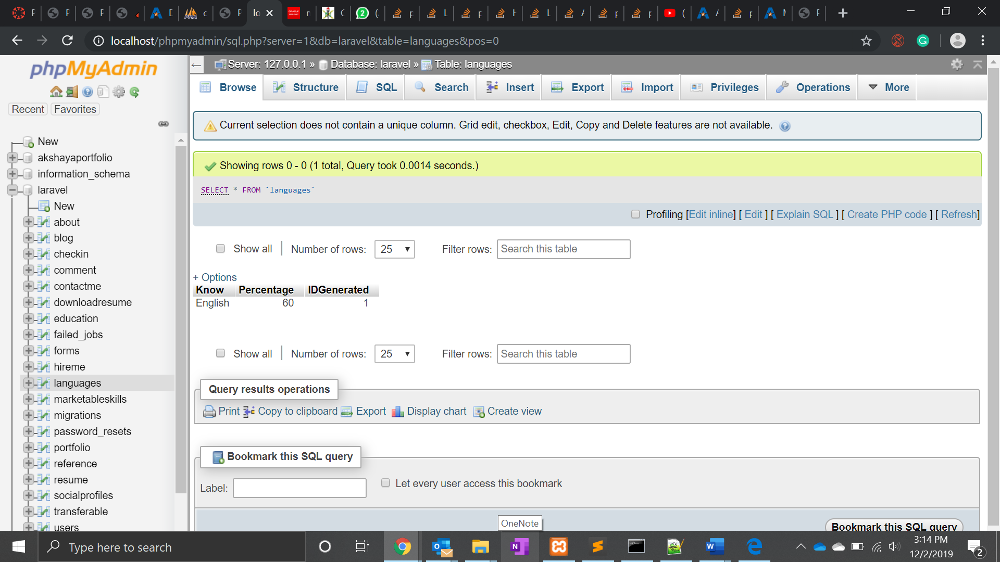 localhost/phpmyadmin/sql.php?server=1&db=laravel&table=languages&pos=0
phpMyAdmin
Recent Favorites
New
akshayaportfolio
information_schema
laravel
New
about
blog
checkin
comment
contactme
downloadresume
education
failed_jobs
forms
hireme
languages
marketableskills
migrations
password_resets
portfolio
reference
resume
socialprofiles
transferable
users
Server: 127.0.0.1 » Database: laravel » Table: languages
Browse Structure SQL Search Insert Export Import Privileges Operations More
Current selection does not contain a unique column. Grid edit, checkbox, Edit, Copy and Delete features are not available.
Showing rows 0 - 0 (1 total, Query took 0.0014 seconds.)
SELECT * FROM `languages`
Profiling [Edit inline] [ Edit ] [ Explain SQL ] [ Create PHP code ] [ Refresh]
Show all Number of rows: 25 Filter rows: Search this table
+ Options
Know Percentage IDGenerated
English 60 1
Show all Number of rows: 25 Filter rows: Search this table
Query results operations
Print Copy to clipboard Export Display chart Create view
Bookmark this SQL query
Label: Let every user access this bookmark
OneNote
Bookmark this SQL query
Type here to search
3:14 PM
12/2/2019
2